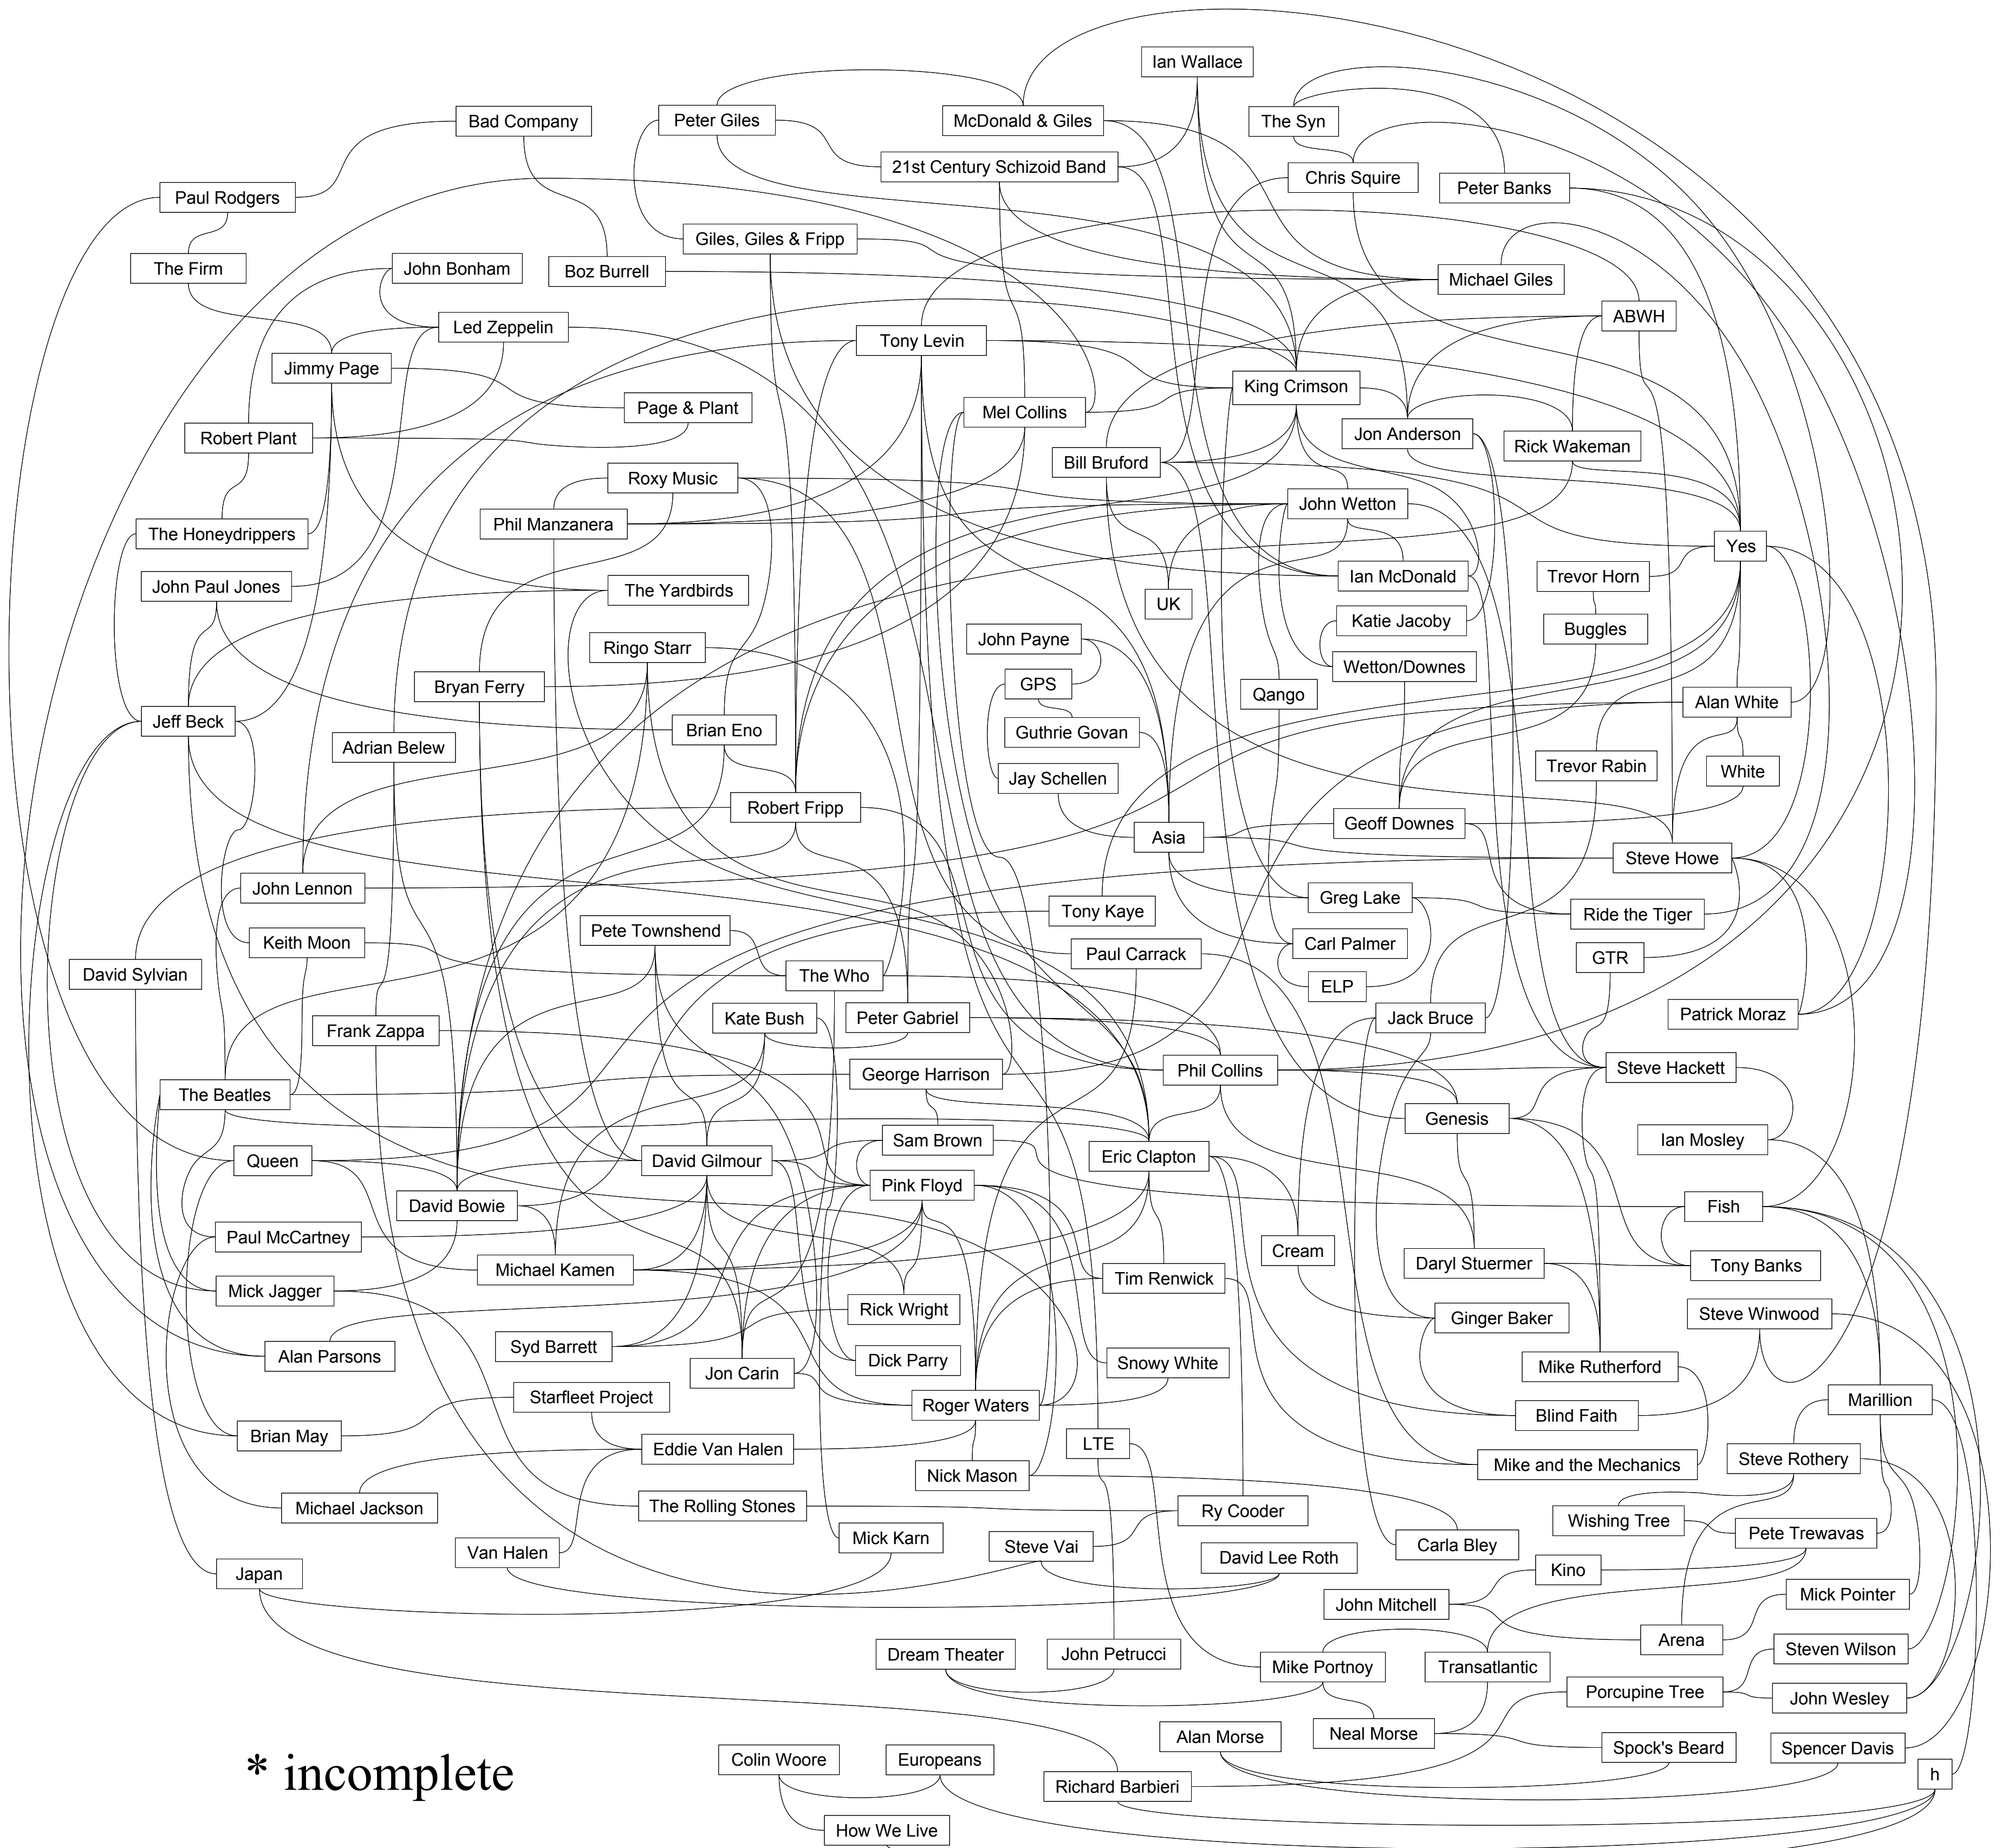 Ian Wallace
Bad Company
Peter Giles
McDonald & Giles
The Syn
21st Century Schizoid Band
Chris Squire
Peter Banks
Paul Rodgers
Giles, Giles & Fripp
The Firm
John Bonham
Boz Burrell
Michael Giles
ABWH
Led Zeppelin
Tony Levin
Jimmy Page
King Crimson
Page & Plant
Mel Collins
Robert Plant
Jon Anderson
Rick Wakeman
Bill Bruford
Roxy Music
John Wetton
Phil Manzanera
The Honeydrippers
Yes
John Paul Jones
The Yardbirds
Ian McDonald
Trevor Horn
UK
Katie Jacoby
Buggles
John Payne
Ringo Starr
Wetton/Downes
Bryan Ferry
GPS
Qango
Alan White
Jeff Beck
Brian Eno
Guthrie Govan
Adrian Belew
Jay Schellen
Trevor Rabin
White
Robert Fripp
Asia
Geoff Downes
Steve Howe
John Lennon
Greg Lake
Tony Kaye
Ride the Tiger
Pete Townshend
Keith Moon
Carl Palmer
Paul Carrack
GTR
David Sylvian
The Who
ELP
Frank Zappa
Kate Bush
Peter Gabriel
Jack Bruce
Patrick Moraz
The Beatles
George Harrison
Phil Collins
Steve Hackett
Genesis
Sam Brown
Ian Mosley
Queen
David Gilmour
Eric Clapton
Pink Floyd
David Bowie
Fish
Paul McCartney
Cream
Michael Kamen
Tim Renwick
Daryl Stuermer
Tony Banks
Mick Jagger
Rick Wright
Ginger Baker
Steve Winwood
Syd Barrett
Alan Parsons
Jon Carin
Dick Parry
Snowy White
Mike Rutherford
Starfleet Project
Roger Waters
Blind Faith
Marillion
Brian May
Eddie Van Halen
LTE
Nick Mason
Mike and the Mechanics
Steve Rothery
Michael Jackson
The Rolling Stones
Ry Cooder
Wishing Tree
Pete Trewavas
Van Halen
Mick Karn
Steve Vai
David Lee Roth
Carla Bley
Japan
Kino
John Mitchell
Mick Pointer
Dream Theater
John Petrucci
Mike Portnoy
Transatlantic
Arena
Steven Wilson
Porcupine Tree
John Wesley
Alan Morse
Neal Morse
Spock's Beard
Spencer Davis
* incomplete
Colin Woore
Europeans
Richard Barbieri
h
How We Live